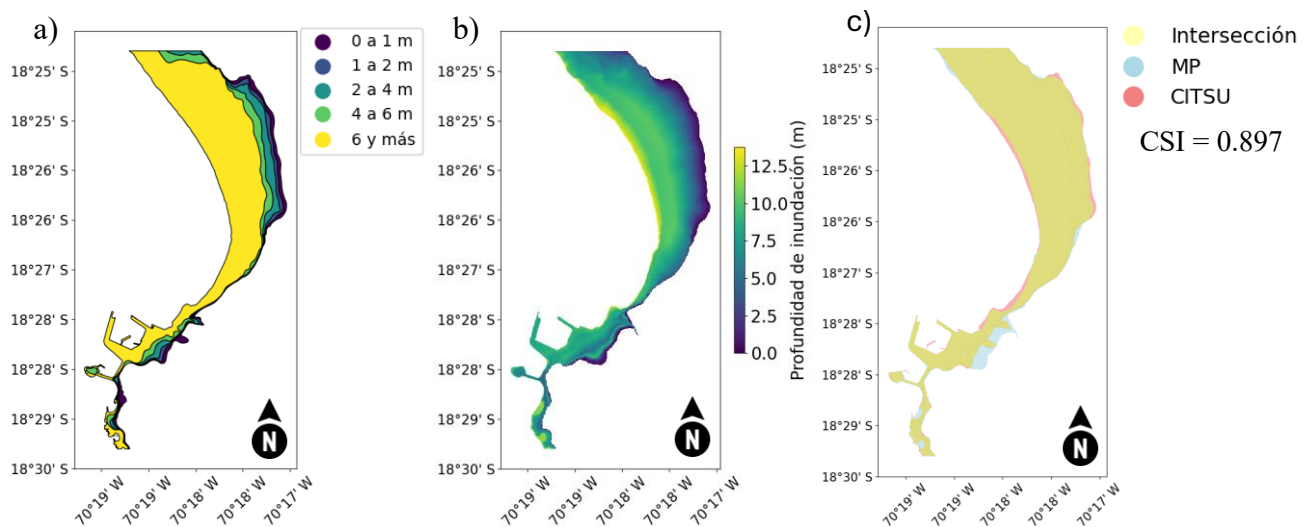 a)
0 a 1 m
1 a 2 m
2 a 4 m
4 a 6 m
6 y más
18°25' S
18°25' S
18°26' S
18°26' S
18°27' S
18°28' S
18°28' S
18°29' S
18°30' S
70°19' W
70°19' W
70°18' W
70°18' W
70°17' W
N
b)
18°25' S
18°25' S
18°26' S
18°26' S
18°27' S
18°28' S
18°28' S
18°29' S
18°30' S
70°19' W
70°19' W
70°18' W
70°18' W
70°17' W
N
12.5
10.0
7.5
5.0
2.5
0.0
Profundidad de inundación (m)
c)
Intersección
MP
CITSU
CSI = 0.897
18°25' S
18°25' S
18°26' S
18°26' S
18°27' S
18°28' S
18°28' S
18°29' S
18°30' S
70°19' W
70°19' W
70°18' W
70°18' W
70°17' W
N